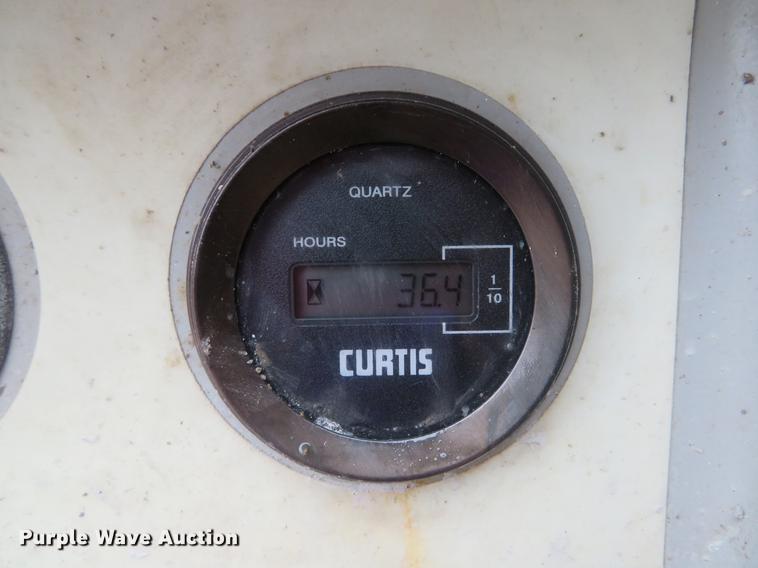 QUARTZ
HOURS
36.4
1
10
CURTIS
Purple Wave Auction